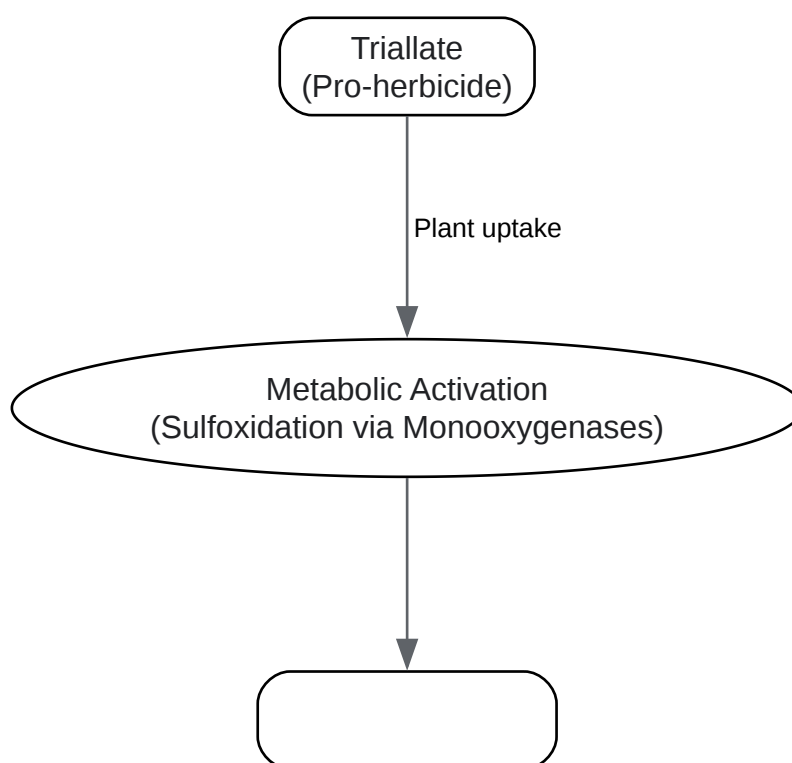 Triallate
(Pro-herbicide)
Plant uptake
Metabolic Activation
(Sulfoxidation via Monooxygenases)